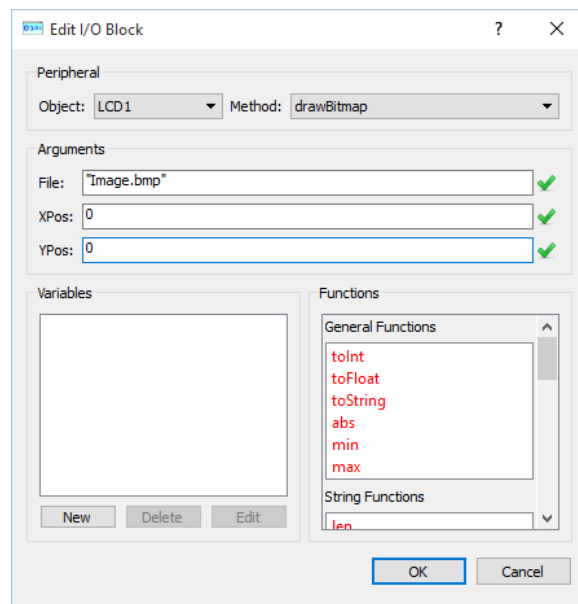 Edit I/O Block
?
Peripheral
Object: LCD1 Method: drawBitmap
Arguments
File: "Image.bmp"
XPos: 0
YPos: 0
Variables
New Delete Edit
Functions
General Functions
toInt
toFloat
toString
abs
min
max
String Functions
len
OK Cancel